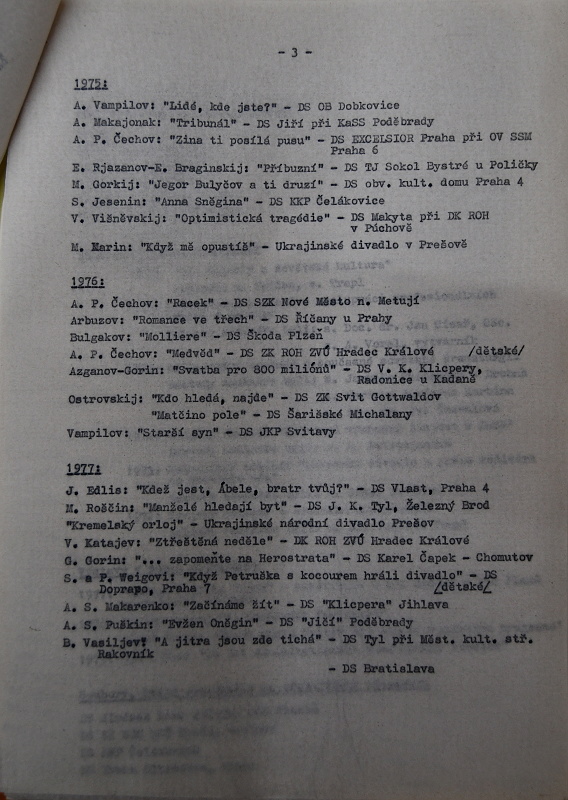 - 3 -
1975:
A. Vampilov: "Lidé, kde jste?" - DS OB Dobkovice
A. Makajonak: "Tribunál" - DS Jiří při KaSS Poděbrady
A. P. Čechov: "Zina ti posílá pusu" - DS EXCELSIOR Praha při OV SSM
Praha 6
E. Rjazanov-E. Braginskij: "Příbuzní" - DS TJ Sokol Bystré u Poličky
M. Gorkij: "Jegor Bulyčov a ti druzí" - DS obv. kult. domu Praha 4
S. Jesenin: "Anna Sněgina" - DS KKP Čelákovice
V. Višněvskij: "Optimistická tragédie" - DS Makyta při DK ROH
v Púchově
M. Karin: "Když mě opustíš" - Ukrajinské divadlo v Prešově
1976:
A. P. Čechov: "Racek" - DS SZK Nové Město n. Metují
Arbuzov: "Romance ve třech" - DS Říčany u Prahy
Bulgakov: "Molliere" - DS Škoda Plzeň
A. P. Čechov: "Medvěd" - DS ZK ROH ZVÚ Hradec Králové /dětské/
Azganov-Gorin: "Svatba pro 800 miliónů" - DS V. K. Klicpery,
Radonice u Kadaně
Ostrovskij: "Kdo hledá, najde" - DS ZK Svit Gottwaldov
"Matčino pole" - DS Šarišské Michalany
Vampilov: "Starší syn" - DS JKP Svitavy
1977:
J. Edlis: "Kdež jest, Ábele, bratr tvůj?" - DS Vlast, Praha 4
M. Roščin: "Manželé hledají byt" - DS J. K. Tyl, Železný Brod
"Kremelský orloj" - Ukrajinské národní divadlo Prešov
V. Katajev: "Ztřeštěná neděle" - DK ROH ZVÚ Hradec Králové
G. Gorin: "... zapomeňte na Herostrata" - DS Karel Čapek - Chomutov
S. a P. Weigovi: "Když Petruška s kocourem hráli divadlo" - DS
Doprapo, Praha 7 /dětské/
A. S. Makarenko: "Začínáme žít" - DS "Klicpera" Jihlava
A. S. Puškin: "Evžen Oněgin" - DS "Jičí" Poděbrady
B. Vasiljev: "A jitra jsou zde tichá" - DS Tyl při Měst. kult. stř.
Rakovník
- DS Bratislava